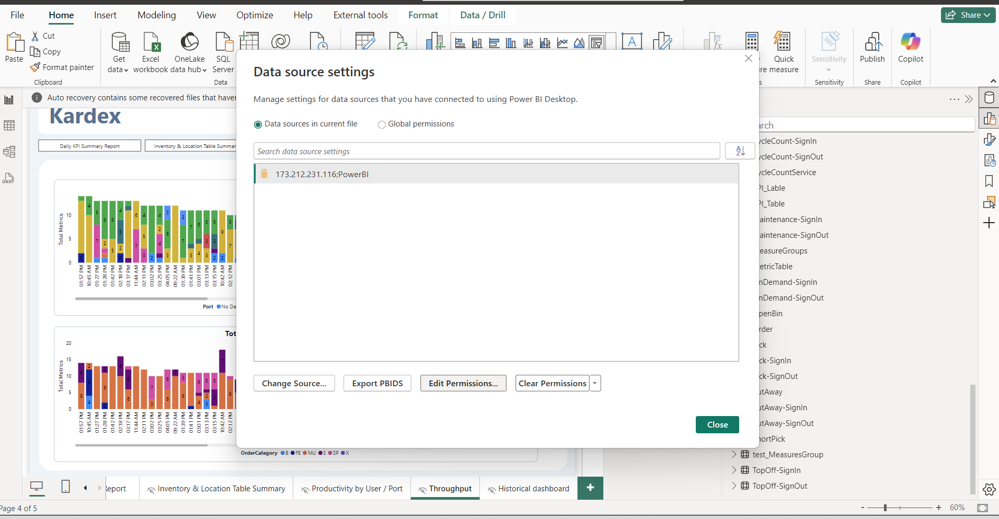 File Home Insert Modeling View Optimize Help External tools Format Data / Drill Share
Cut
Copy
Format painter
Paste
Clipboard
Get data
Excel workbook
OneLake data hub
SQL Server
Data
Quick measure
Sensitivity
Sensitivity
Publish
Share
Copilot
Copilot
Auto recovery contains some recovered files that haven
Kardex
Daily KPI Summary Report
Inventory & Location Table Summar
Total Metrics
10
5
0
01:57 PM 10:45 AM 01:27 PM 01:28 PM 01:42 PM 02:18 PM 03:17 PM 11:44 AM 02:11 PM 03:02 PM 03:25 PM 04:05 PM 09:22 AM 01:39 PM 01:41 PM 03:01 PM 03:13 PM 03:15 PM 10:42 AM 02:12 PM
Port No Da
Tot
Total Metrics
20
15
10
5
0
01:57 PM 10:45 AM 01:27 PM 01:28 PM 01:42 PM 02:18 PM 03:17 PM 11:44 AM 02:11 PM 03:02 PM 03:25 PM 04:05 PM 09:22 AM 01:39 PM 01:41 PM 03:01 PM 03:13 PM 03:15 PM 10:42 AM 02:12 PM
OrderCategory B FE MU S SP X
Data source settings
Manage settings for data sources that you have connected to using Power BI Desktop.
Data sources in current file Global permissions
Search data source settings
173.212.231.116;PowerBI
Change Source... Export PBIDS Edit Permissions... Clear Permissions
Close
arch
ycleCount-SignIn
ycleCount-SignOut
ycleCountService
PI_Lable
PI_Table
aintenance-SignIn
aintenance-SignOut
easureGroups
etricTable
nDemand-SignIn
nDemand-SignOut
penBin
rder
ck
ck-SignIn
ck-SignOut
utAway
utAway-SignIn
utAway-SignOut
hortPick
test_MeasuresGroup
TopOff-SignIn
TopOff-SignOut
Report Inventory & Location Table Summary Productivity by User / Port Throughput Historical dashboard
Page 4 of 5
60%